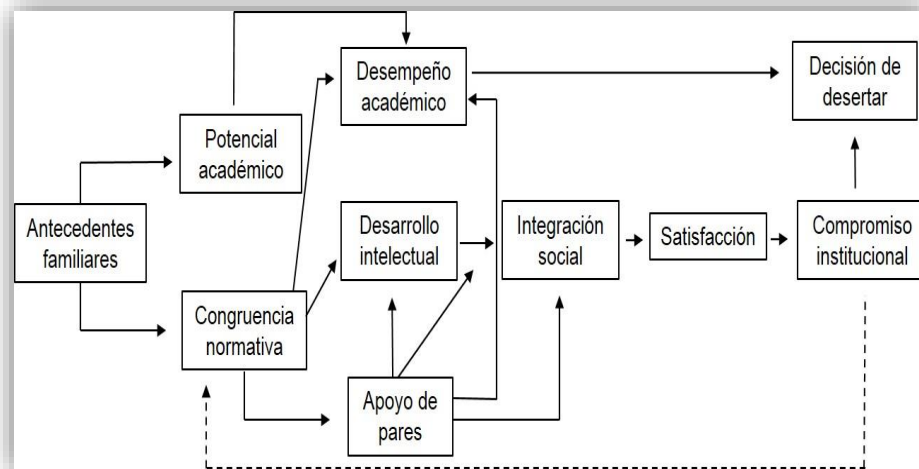 Desempeño
académico
Decisión de
desertar
Potencial
académico
Antecedentes
familiares
Desarrollo
intelectual
Integración
social
Satisfacción
Compromiso
institucional
Congruencia
normativa
Apoyo de
pares